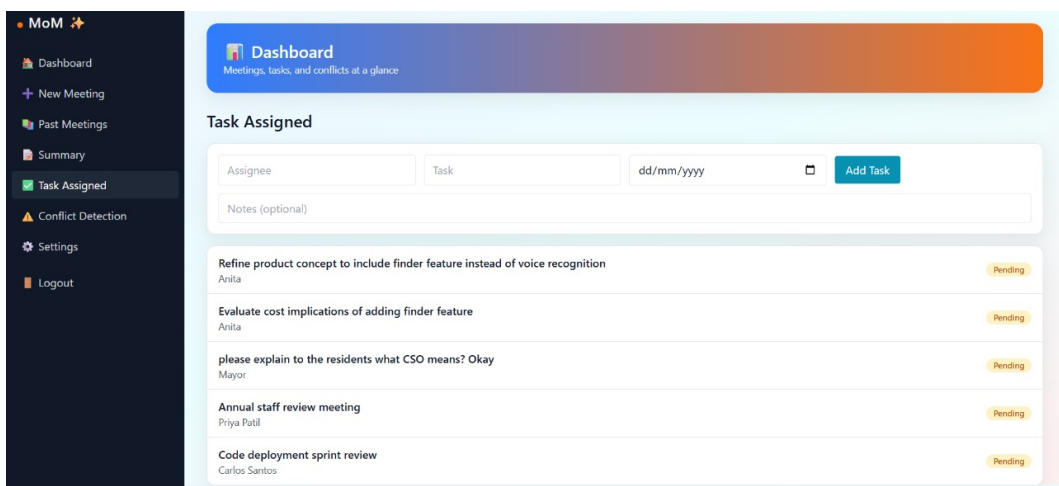 MoM
Dashboard
New Meeting
Past Meetings
Summary
Task Assigned
Conflict Detection
Settings
Logout
Dashboard
Meetings, tasks, and conflicts at a glance
Task Assigned
Assignee Task dd/mm/yyyy Add Task
Notes (optional)
Refine product concept to include finder feature instead of voice recognition
Anita
Pending
Evaluate cost implications of adding finder feature
Anita
Pending
please explain to the residents what CSO means? Okay
Mayor
Pending
Annual staff review meeting
Priya Patil
Pending
Code deployment sprint review
Carlos Santos
Pending